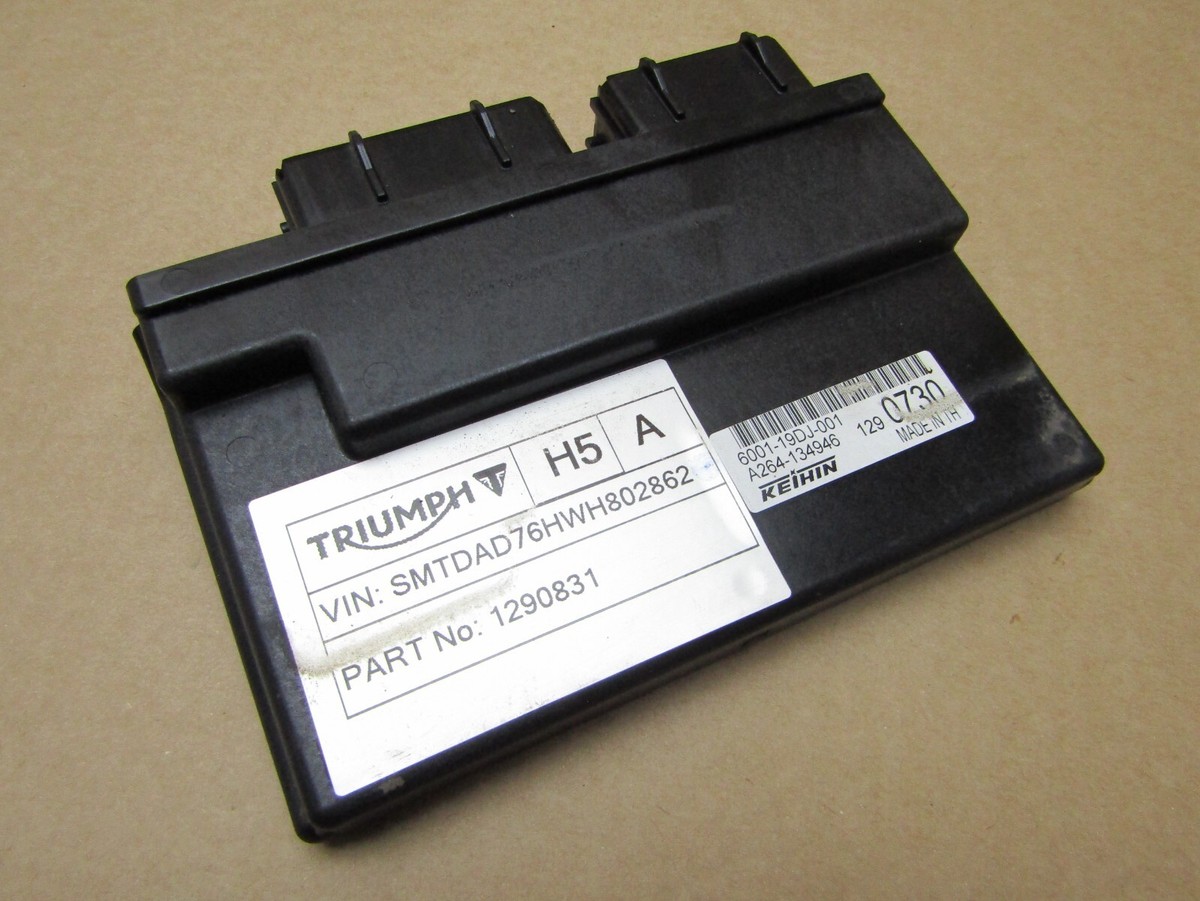 TRIUMPH H5 A
VIN: SMTDAD76HWH802862
PART No: 1290831
6001-19DJ-001
A264-134946 129 0730
KEIHIN MADE IN TH